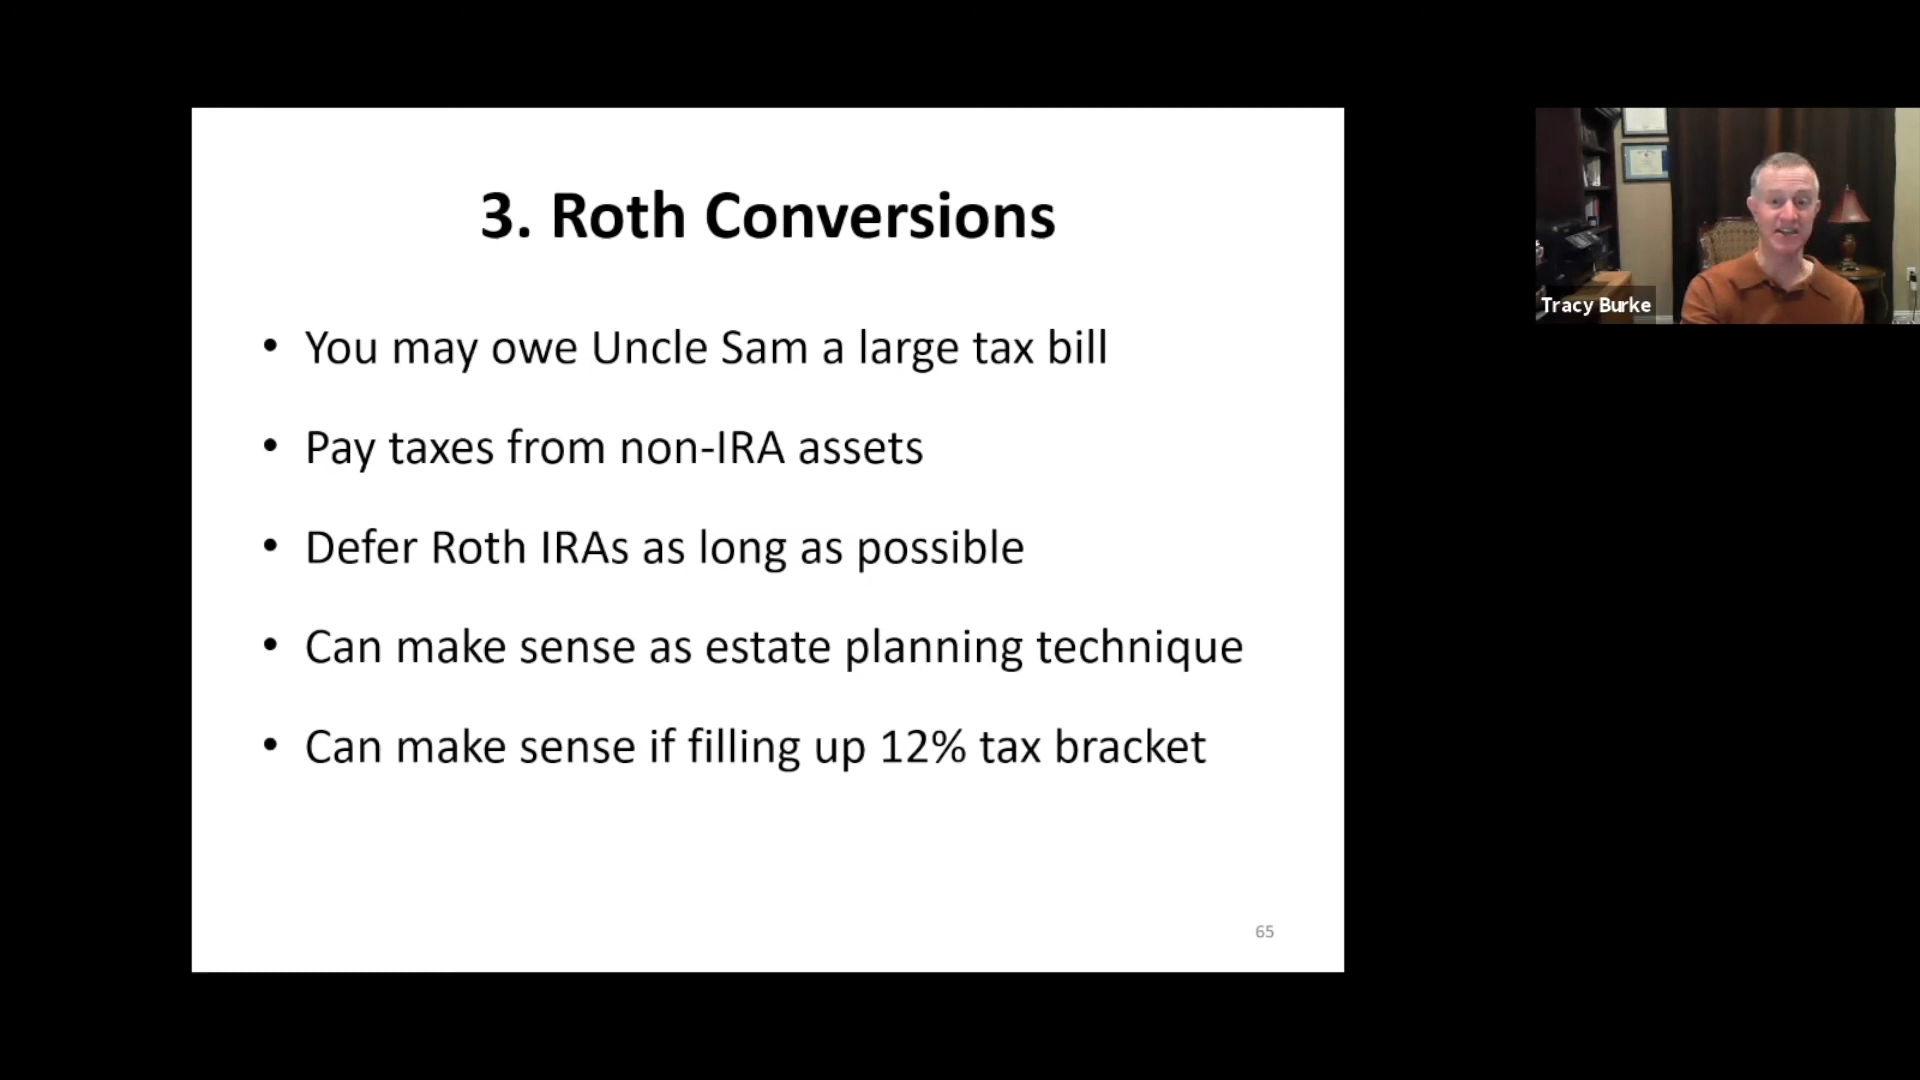 3. Roth Conversions
• You may owe Uncle Sam a large tax bill
• Pay taxes from non-IRA assets
• Defer Roth IRAs as long as possible
• Can make sense as estate planning technique
• Can make sense if filling up 12% tax bracket
65
Tracy Burke